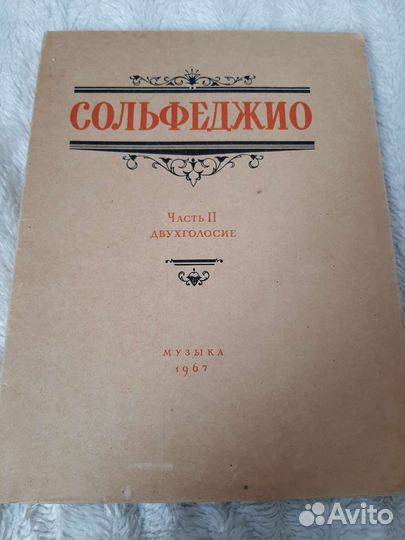 СОЛЬФЕДЖИО
ЧАСТЬ II
ДВУХГОЛОСИЕ
МУЗЫКА
1967
Avito